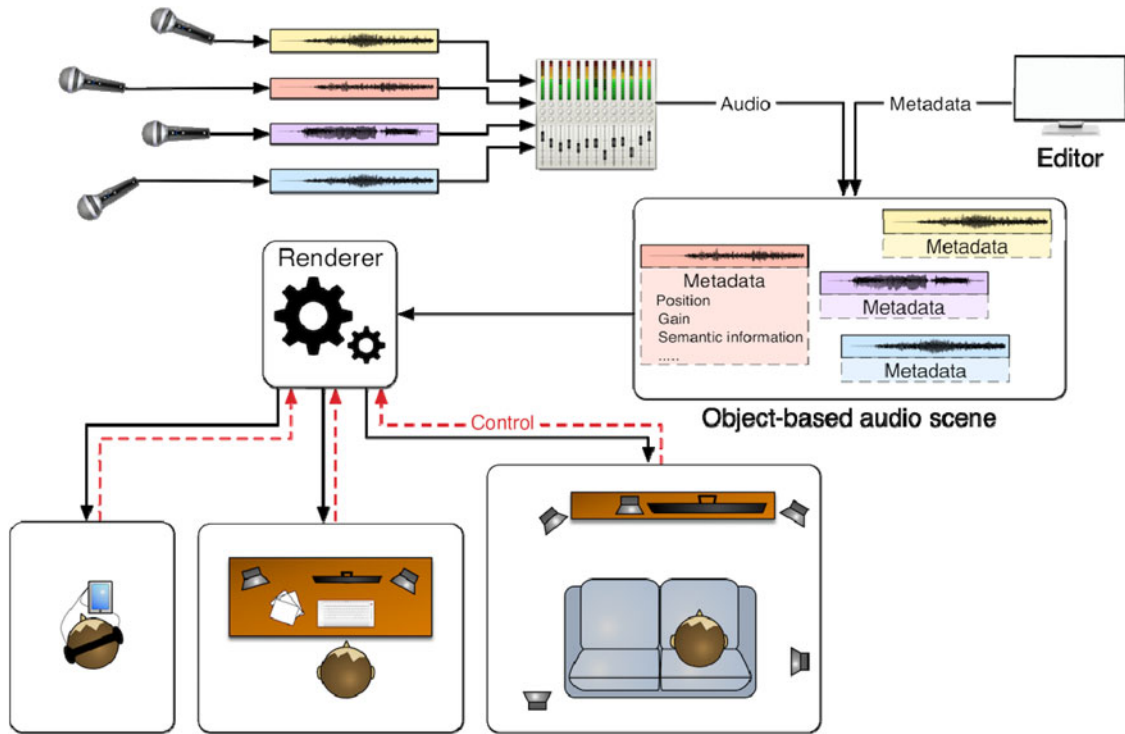 Audio
Metadata
Editor
Renderer
Metadata
Metadata
Position
Gain
Semantic information
.....
Metadata
Metadata
Object-based audio scene
Control